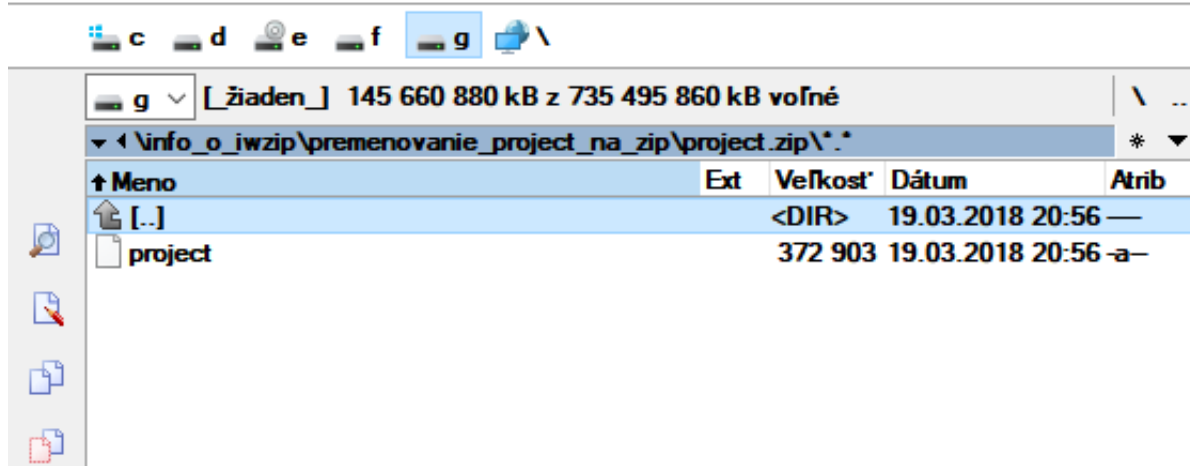 c d e f g \
g [_žiaden_] 145 660 880 kB z 735 495 860 kB voľné \ ..
\info_o_iwzip\premenovanie_project_na_zip\project.zip\*.* *
Meno Ext Veľkosť Dátum Atrib
[..] <DIR> 19.03.2018 20:56 ----
project 372 903 19.03.2018 20:56 -a--